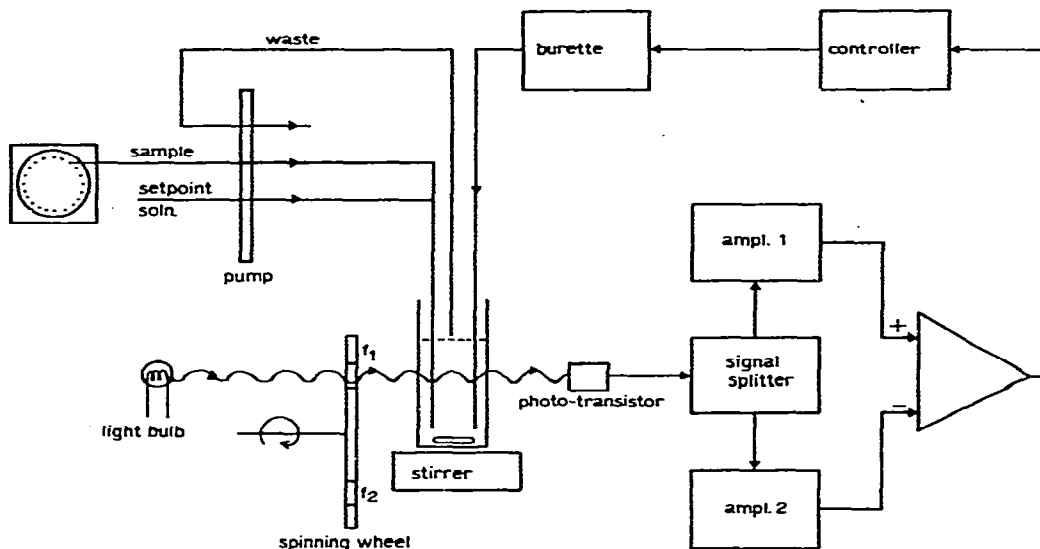 waste
burette
controller
sample
setpoint
soln.
pump
ampl. 1
f1
+
signal
splitter
photo-transistor
−
light bulb
stirrer
f2
ampl. 2
spinning wheel